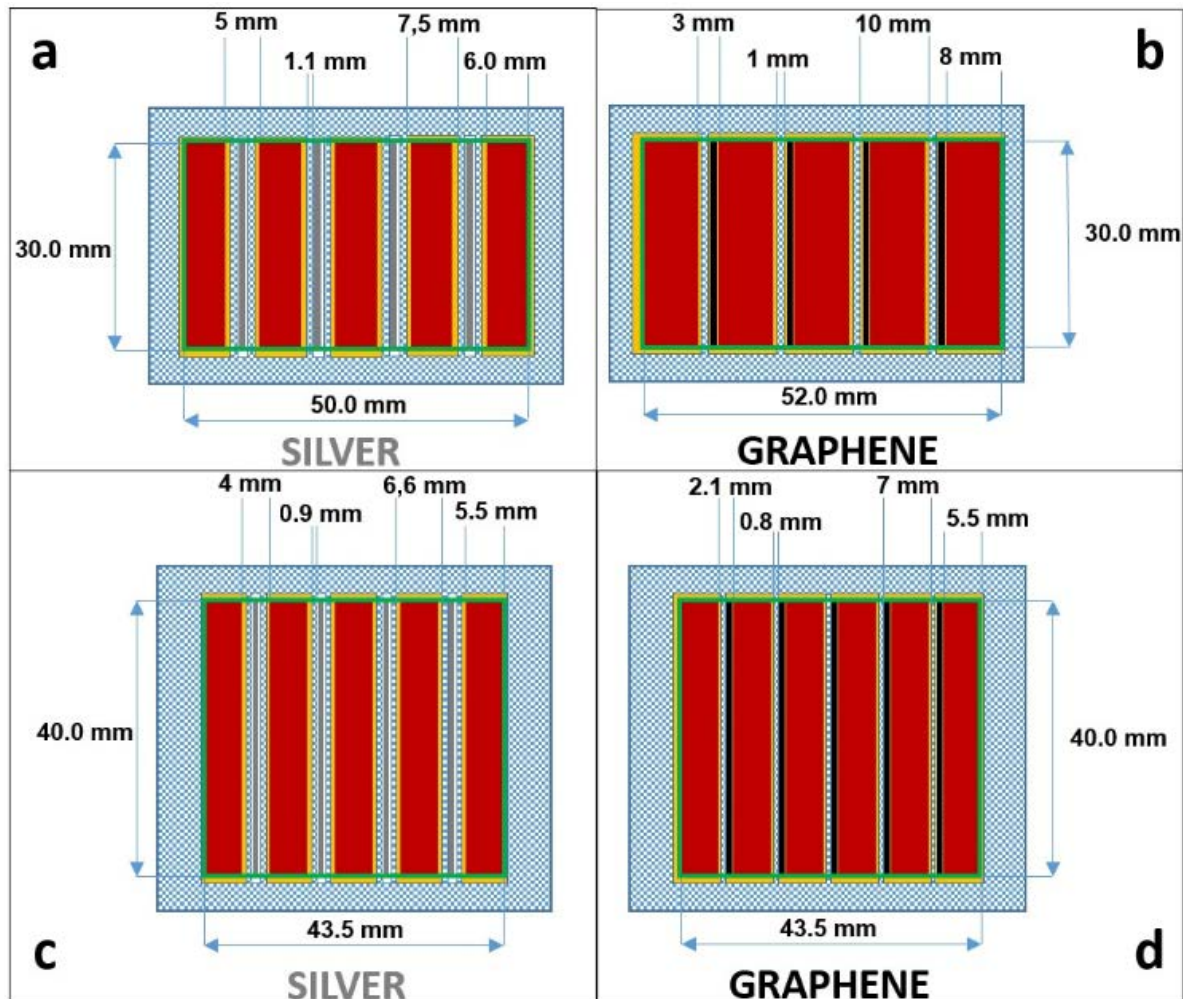 a
5 mm
7,5 mm
1.1 mm
6.0 mm
30.0 mm
50.0 mm
SILVER
b
3 mm
10 mm
1 mm
8 mm
30.0 mm
52.0 mm
GRAPHENE
4 mm
6,6 mm
0.9 mm
5.5 mm
40.0 mm
43.5 mm
c
SILVER
2.1 mm
7 mm
0.8 mm
5.5 mm
40.0 mm
43.5 mm
d
GRAPHENE